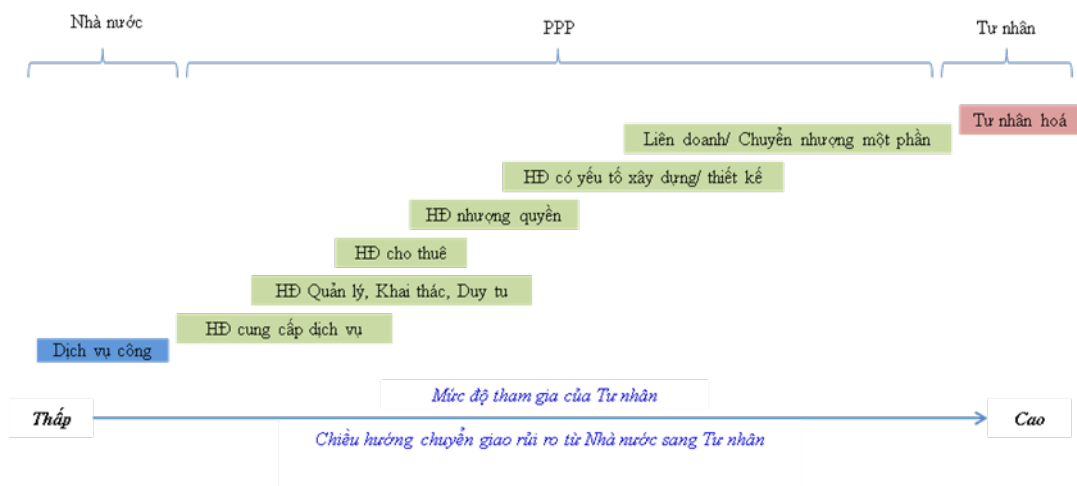 Nhà nước
PPP
Tư nhân
Tư nhân hoá
Liên doanh/ Chuyển nhượng một phần
HĐ có yếu tố xây dựng/ thiết kế
HĐ nhượng quyền
HĐ cho thuê
HĐ Quản lý, Khai thác, Duy tu
HĐ cung cấp dịch vụ
Dịch vụ công
Mức độ tham gia của Tư nhân
Thấp
Cao
Chiều hướng chuyển giao rủi ro từ Nhà nước sang Tư nhân